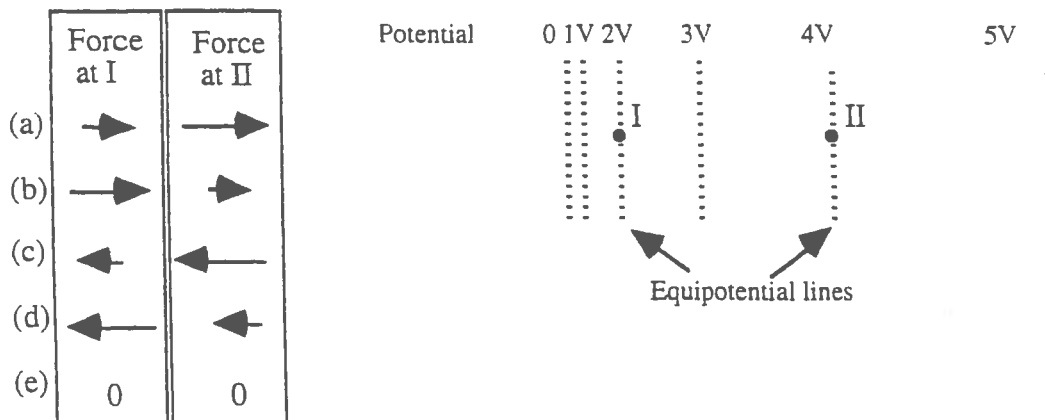 Force at I
Force at II
Potential 0 1V 2V 3V 4V 5V
(a)
(b)
(c)
(d)
(e) 0 0
I
II
Equipotential lines